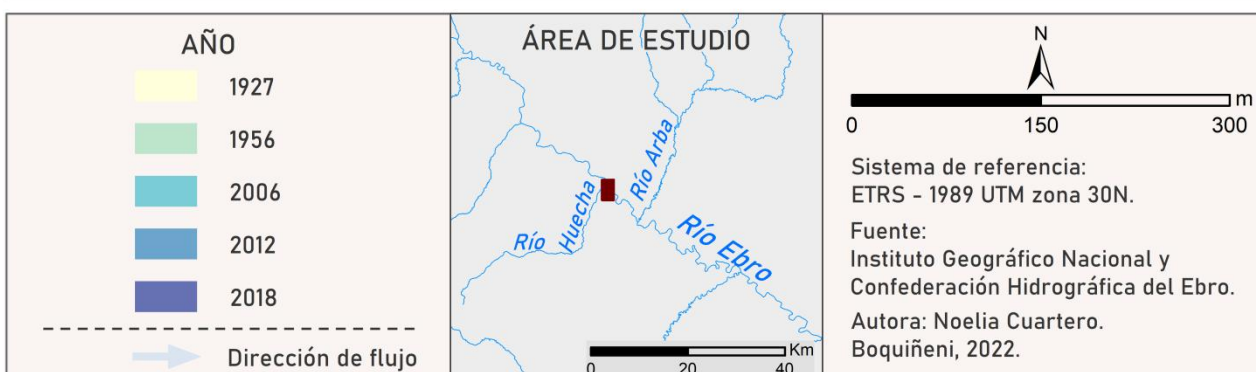 AÑO
1927
1956
2006
2012
2018
Dirección de flujo
ÁREA DE ESTUDIO
Río Arba
Río Huecha
Río Ebro
Km
0 20 40
N
m
0 150 300
Sistema de referencia:
ETRS - 1989 UTM zona 30N.
Fuente:
Instituto Geográfico Nacional y
Confederación Hidrográfica del Ebro.
Autora: Noelia Cuartero.
Boquiñeni, 2022.